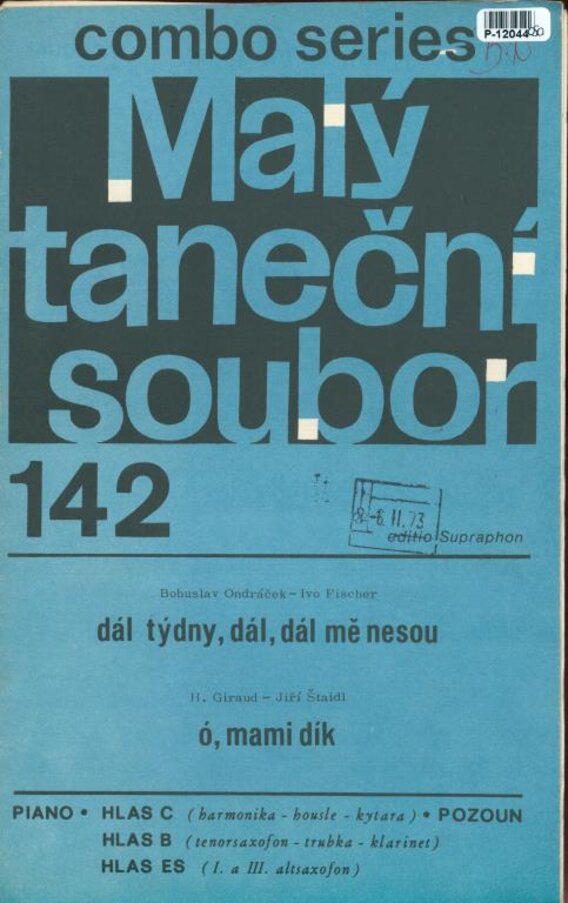 combo series
P-12044
Malý
taneční
soubor
142
6. II. 73
editio Supraphon
Bohuslav Ondráček - Ivo Fischer
dál týdny, dál, dál mě nesou
H. Giraud - Jiří Štaidl
ó, mami dík
PIANO • HLAS C (harmonika - housle - kytara) • POZOUN
HLAS B (tenorsaxofon - trubka - klarinet)
HLAS ES (I. a III. altsaxofon)